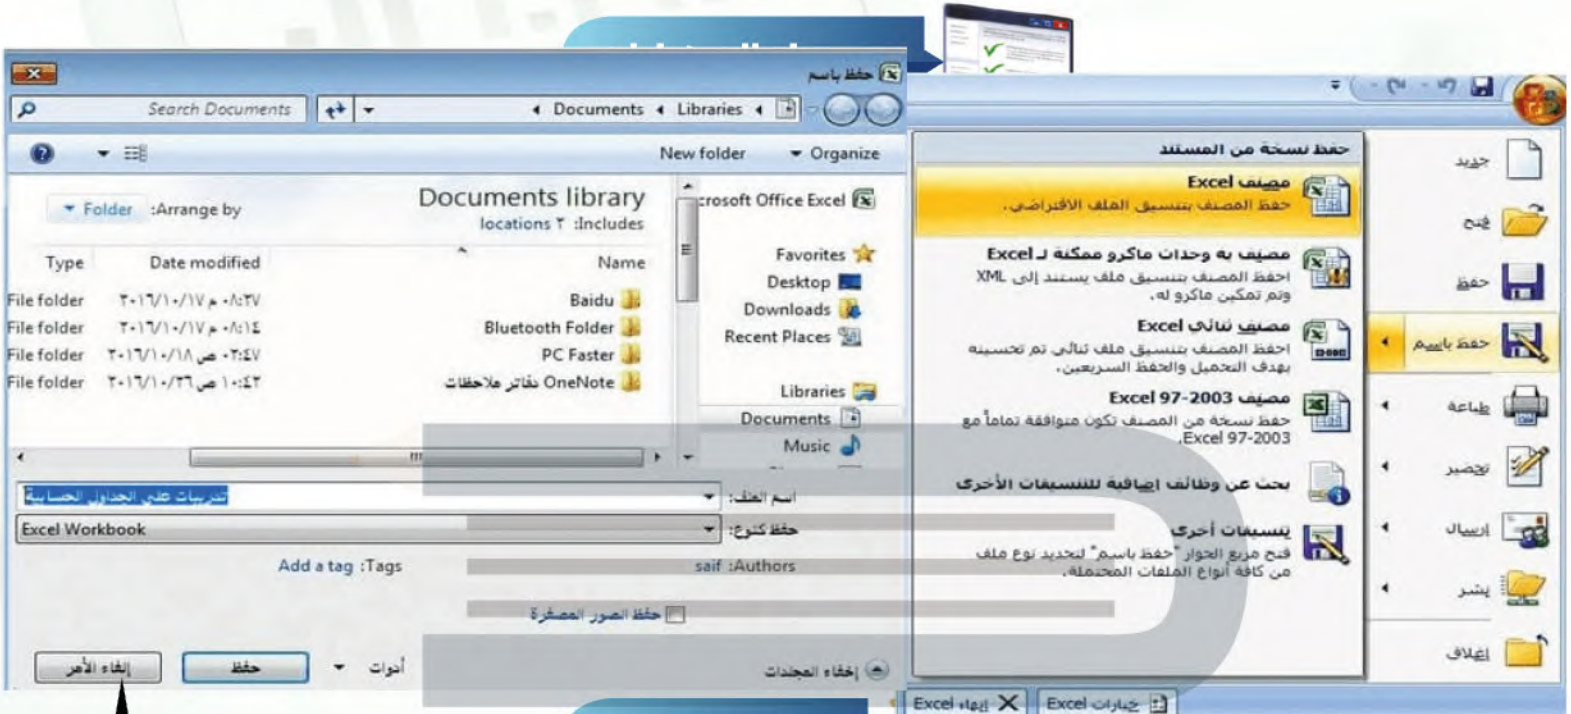 حفظ باسم
Search Documents
Libraries
Documents
Organize
New folder
Microsoft Office Excel
Favorites
Desktop
Downloads
Recent Places
Libraries
Documents
Music
Documents library
Includes: ٢ locations
Arrange by: Folder
Name
Date modified
Type
Baidu
٠٨:٢٧ م ٢٠١٦/١٠/١٧
File folder
Bluetooth Folder
٠٨:١٤ م ٢٠١٦/١٠/١٧
File folder
PC Faster
٠٢:٤٧ ص ٢٠١٦/١٠/١٨
File folder
دفاتر ملاحظات OneNote
١٠:٤٣ ص ٢٠١٦/١٠/٢٦
File folder
اسم الملف:
تدريبات على الجداول الحسابية
حفظ كنوع:
Excel Workbook
Authors: saif
Tags: Add a tag
حفظ الصور المصغرة
إخفاء المجلدات
أدوات
حفظ
إلغاء الأمر
جديد
فتح
حفظ
حفظ باسم
طباعة
تحضير
إرسال
نشر
إغلاق
حفظ نسخة من المستند
مصنف Excel
حفظ المصنف بتنسيق الملف الافتراضي.
مصنف به وحدات ماكرو ممكنة لـ Excel
احفظ المصنف بتنسيق ملف يستند إلى XML
وتم تمكين ماكرو له.
مصنف ثنائي Excel
احفظ المصنف بتنسيق ملف ثنائي تم تحسينه
بهدف التحميل والحفظ السريعين.
مصنف Excel 97-2003
حفظ نسخة من المصنف تكون متوافقة تماماً مع
Excel 97-2003.
بحث عن وظائف إضافية للتنسيقات الأخرى
تنسيقات أخرى
فتح مربع الحوار "حفظ باسم" لتحديد نوع ملف
من كافة أنواع الملفات المحتملة.
خيارات Excel
إنهاء Excel